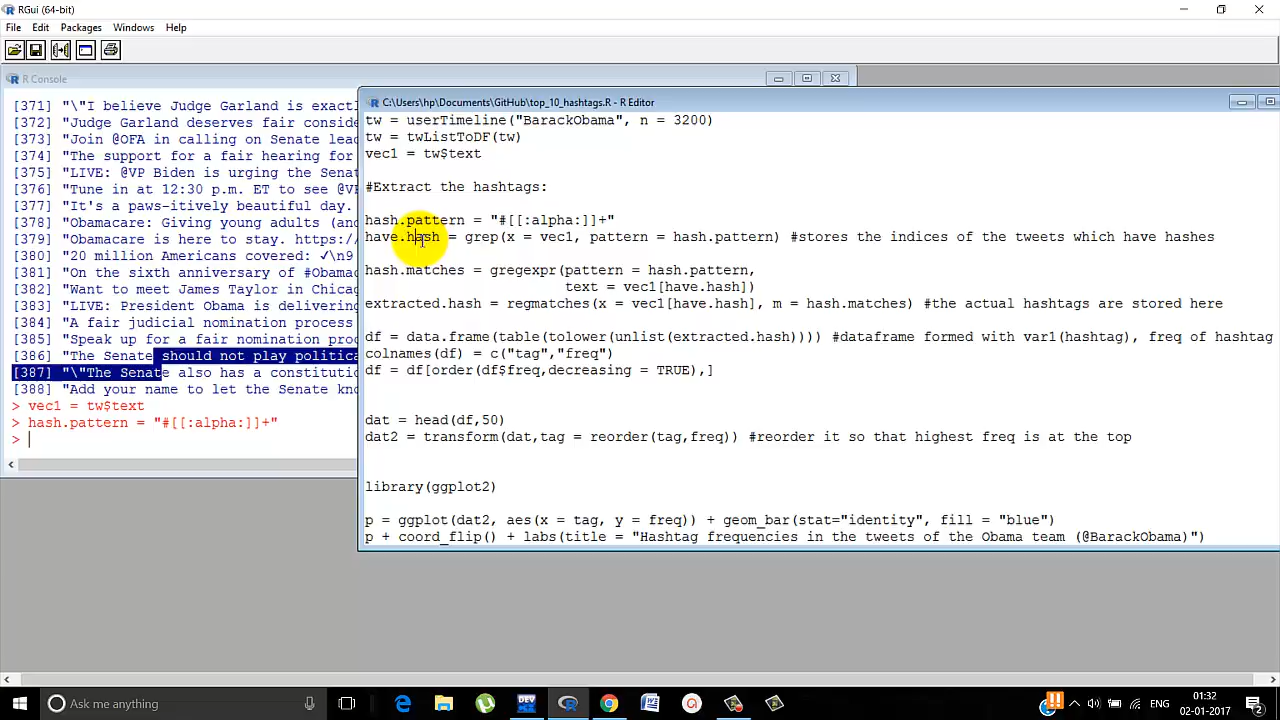 RGui (64-bit)
File Edit Packages Windows Help
R Console
[371] "\"I believe Judge Garland is exactl
[372] "Judge Garland deserves fair conside
[373] "Join @OFA in calling on Senate lead
[374] "The support for a fair hearing for
[375] "LIVE: @VP Biden is urging the Senat
[376] "Tune in at 12:30 p.m. ET to see @VP
[377] "It's a paws-itively beautiful day.
[378] "Obamacare: Giving young adults (and
[379] "Obamacare is here to stay. https:/
[380] "20 million Americans covered: ✓\n9
[381] "On the sixth anniversary of #Obama
[382] "Want to meet James Taylor in Chicag
[383] "LIVE: President Obama is delivering
[384] "A fair judicial nomination process
[385] "Speak up for a fair nomination proc
[386] "The Senate should not play politica
[387] "\"The Senate also has a constitutio
[388] "Add your name to let the Senate kno
> vec1 = tw$text
> hash.pattern = "#[[:alpha:]]+"
>
C:\Users\hp\Documents\GitHub\top_10_hashtags.R - R Editor
tw = userTimeline("BarackObama", n = 3200)
tw = twListToDF(tw)
vec1 = tw$text
#Extract the hashtags:
hash.pattern = "#[[:alpha:]]+"
have.hash = grep(x = vec1, pattern = hash.pattern) #stores the indices of the tweets which have hashes
hash.matches = gregexpr(pattern = hash.pattern,
text = vec1[have.hash])
extracted.hash = regmatches(x = vec1[have.hash], m = hash.matches) #the actual hashtags are stored here
df = data.frame(table(tolower(unlist(extracted.hash)))) #dataframe formed with var1(hashtag), freq of hashtag
colnames(df) = c("tag","freq")
df = df[order(df$freq,decreasing = TRUE),]
dat = head(df,50)
dat2 = transform(dat,tag = reorder(tag,freq)) #reorder it so that highest freq is at the top
library(ggplot2)
p = ggplot(dat2, aes(x = tag, y = freq)) + geom_bar(stat="identity", fill = "blue")
p + coord_flip() + labs(title = "Hashtag frequencies in the tweets of the Obama team (@BarackObama)")
Ask me anything
ENG
01:32
02-01-2017